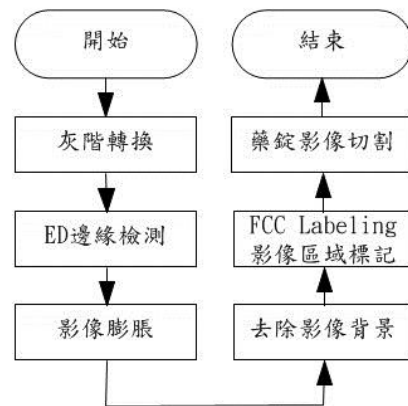 開始
灰階轉換
ED邊緣檢測
影像膨脹
去除影像背景
FCC Labeling
影像區域標記
藥錠影像切割
結束